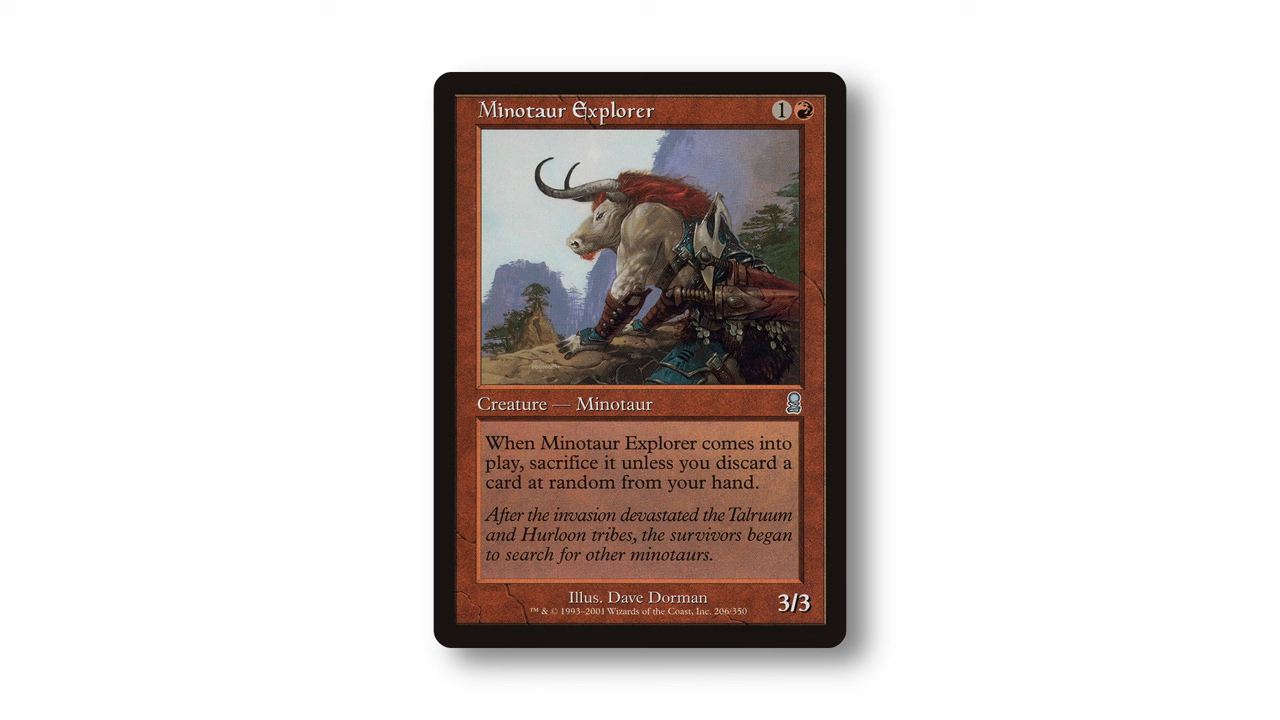 Minotaur Explorer 1
Creature — Minotaur
When Minotaur Explorer comes into
play, sacrifice it unless you discard a
card at random from your hand.
After the invasion devastated the Talruum
and Hurloon tribes, the survivors began
to search for other minotaurs.
Illus. Dave Dorman
™ & © 1993–2001 Wizards of the Coast, Inc. 206/350
3/3